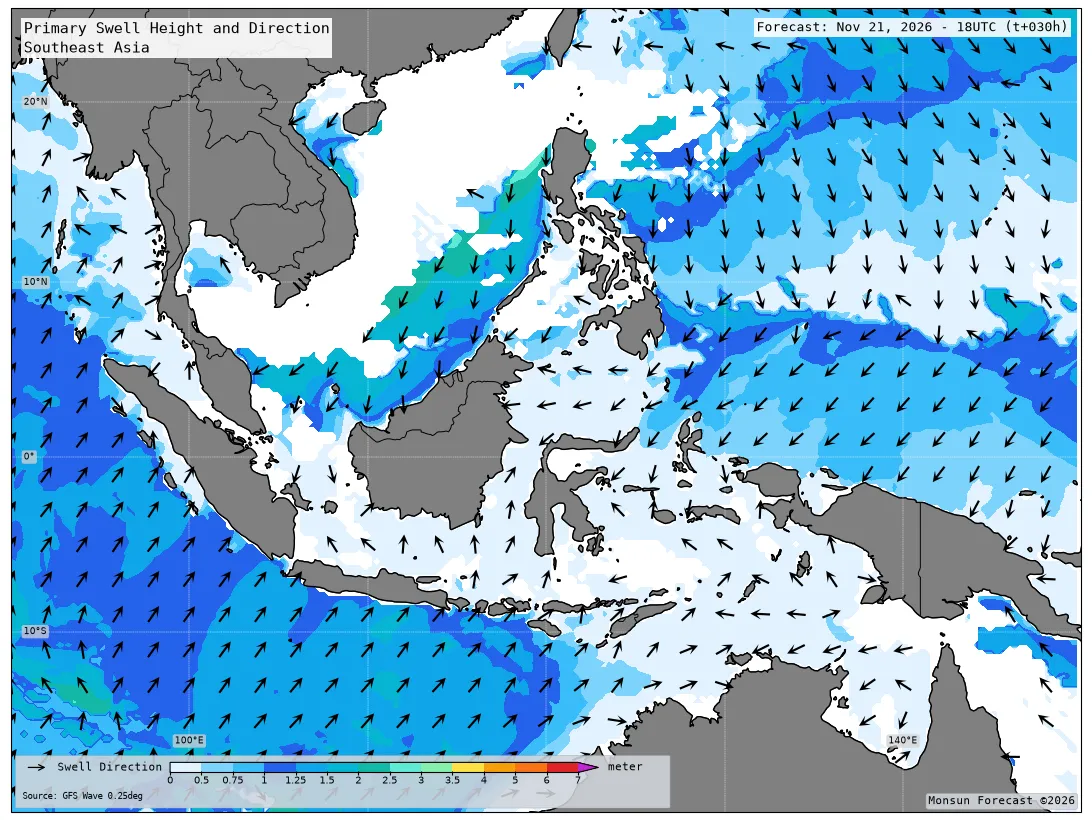 Primary Swell Height and Direction
Southeast Asia
Forecast: Nov 21, 2026 - 18UTC (t+030h)
20°N
10°N
0°
10°S
100°E
140°E
Swell Direction
0 0.5 0.75 1 1.25 1.5 2 2.5 3 3.5 4 5 6 7
meter
Source: GFS Wave 0.25deg
Monsun Forecast ©2026